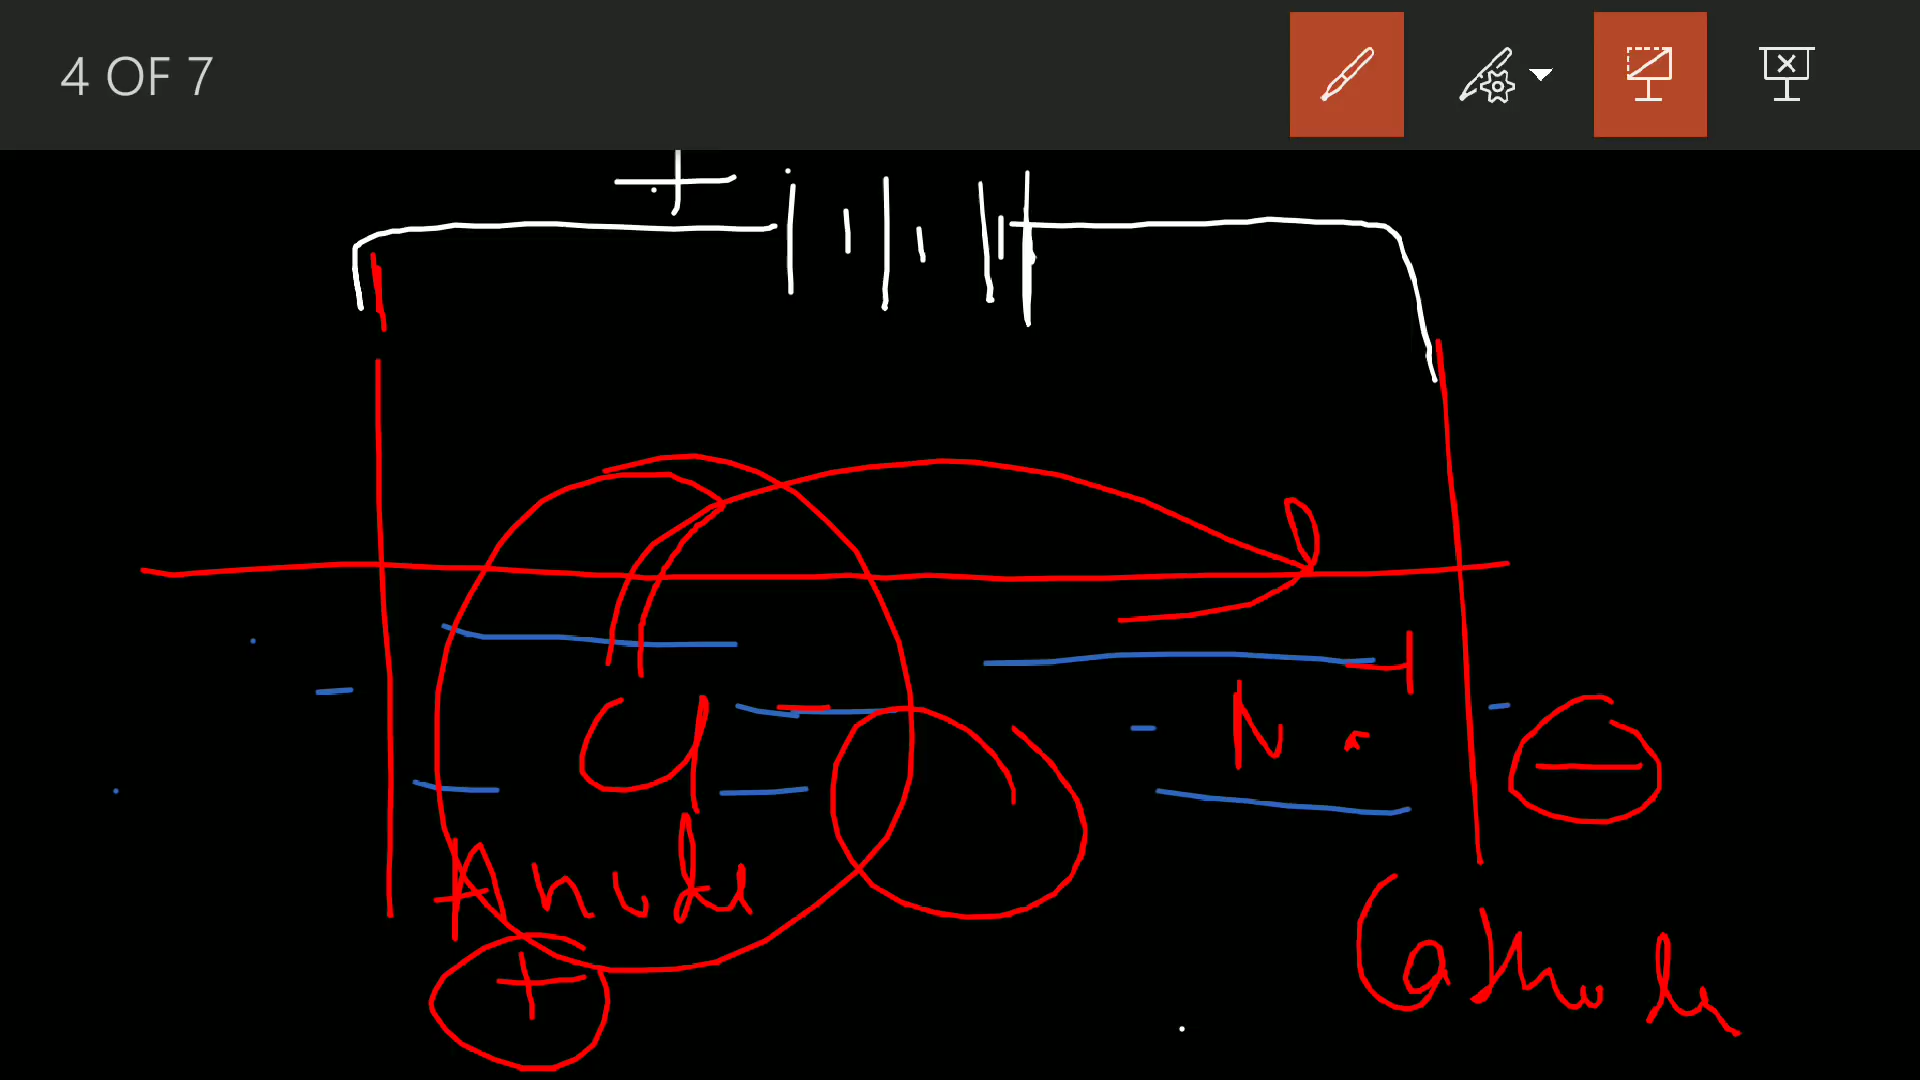 4 OF 7
+
Cl -
Na +
-
Anode
+
Cathode